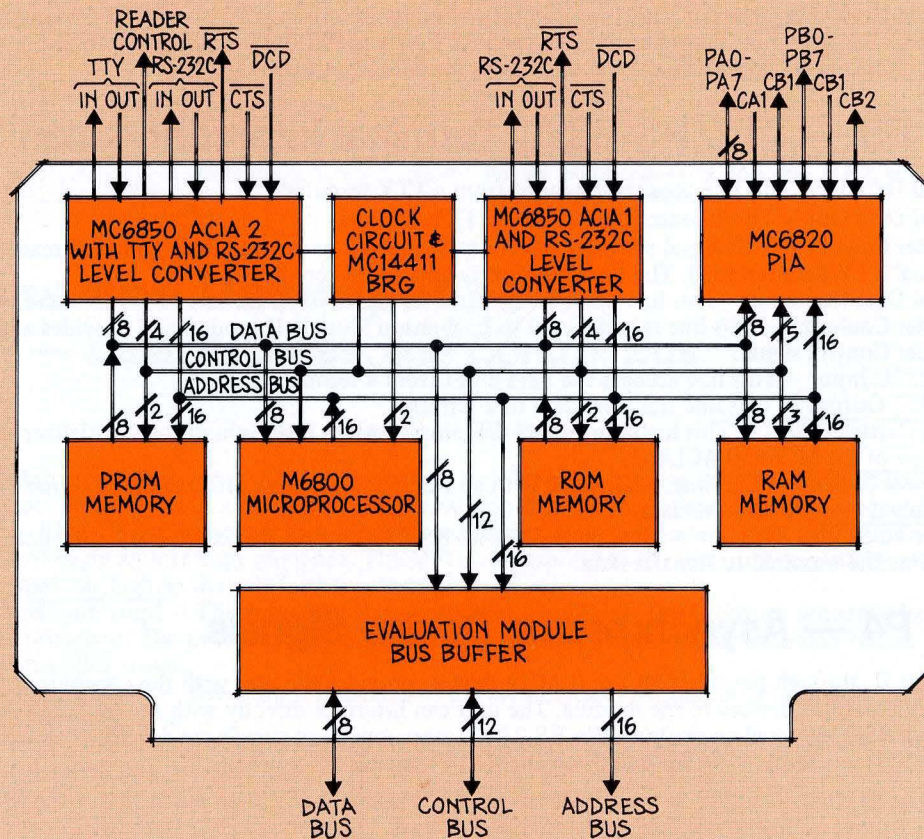 READER
CONTROL RTS
TTY RS-232C DCD
IN OUT IN OUT CTS
RTS
RS-232C DCD
IN OUT CTS
PB0-
PB7
PA0-
PA7 CB1 CB1
CA1 CB2
8
MC6850 ACIA 2
WITH TTY AND RS-232C
LEVEL CONVERTER
CLOCK
CIRCUIT &
MC14411
BRG
MC6850 ACIA 1
AND RS-232C
LEVEL
CONVERTER
MC6820
PIA
8 4 16 DATA BUS 8 4 16 8 5 16
CONTROL BUS
ADDRESS BUS
8 2 16 8 16 2 8 2 16 8 3 16
PROM
MEMORY
M6800
MICROPROCESSOR
ROM
MEMORY
RAM
MEMORY
8 12 16
EVALUATION MODULE
BUS BUFFER
8 12 16
DATA
BUS
CONTROL
BUS
ADDRESS
BUS